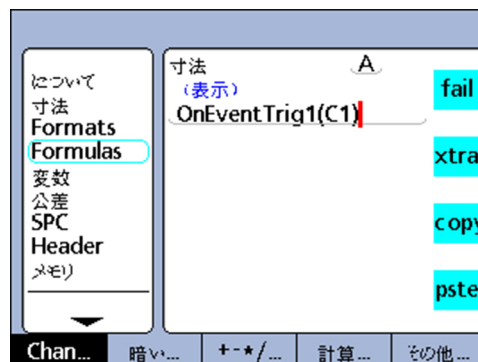 について
寸法
Formats
Formulas
変数
公差
SPC
Header
メモリ
寸法
A
(表示)
OnEventTrig1(C1)
fail
xtra
copy
pste
Chan...
暗い...
+-*/...
計算...
その他...